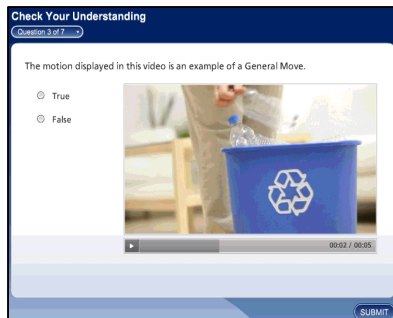 Check Your Understanding
Question 3 of 7
The motion displayed in this video is an example of a General Move.
True
False
00:02 / 00:05
SUBMIT